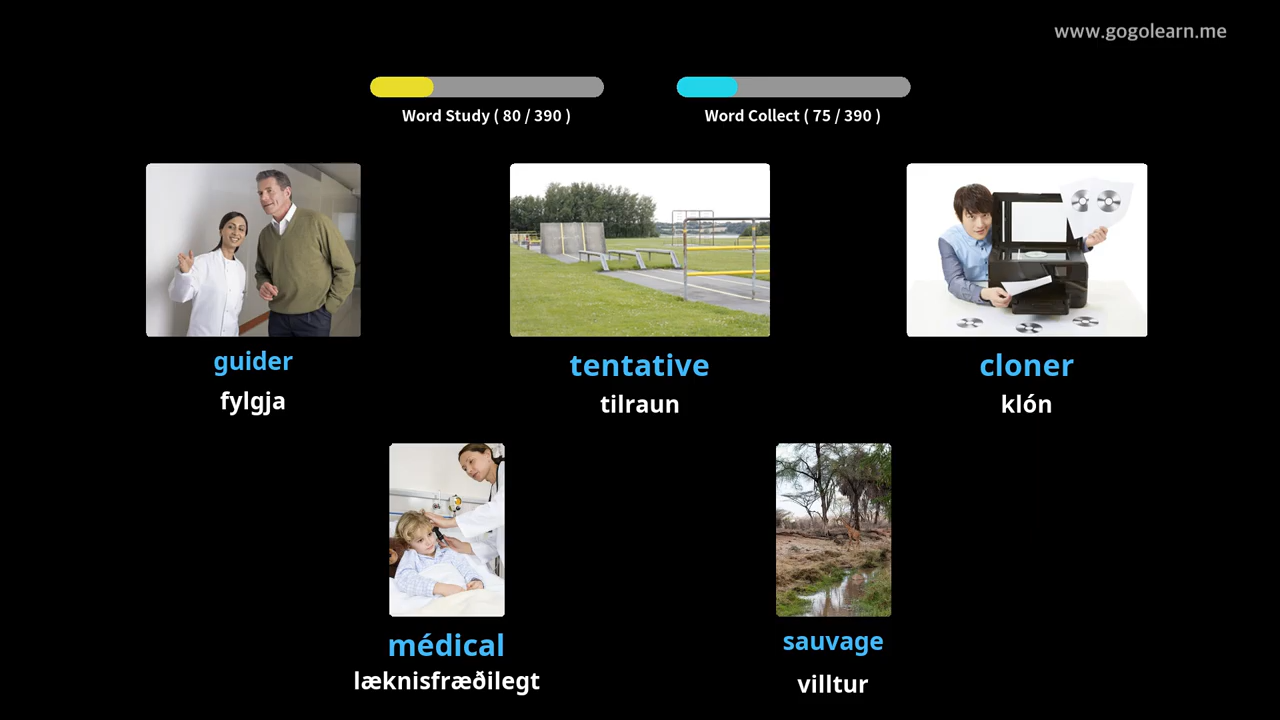 www.gogolearn.me
Word Study ( 80 / 390 )
Word Collect ( 75 / 390 )
guider
fylgja
tentative
tilraun
cloner
klón
médical
læknisfræðilegt
sauvage
villtur